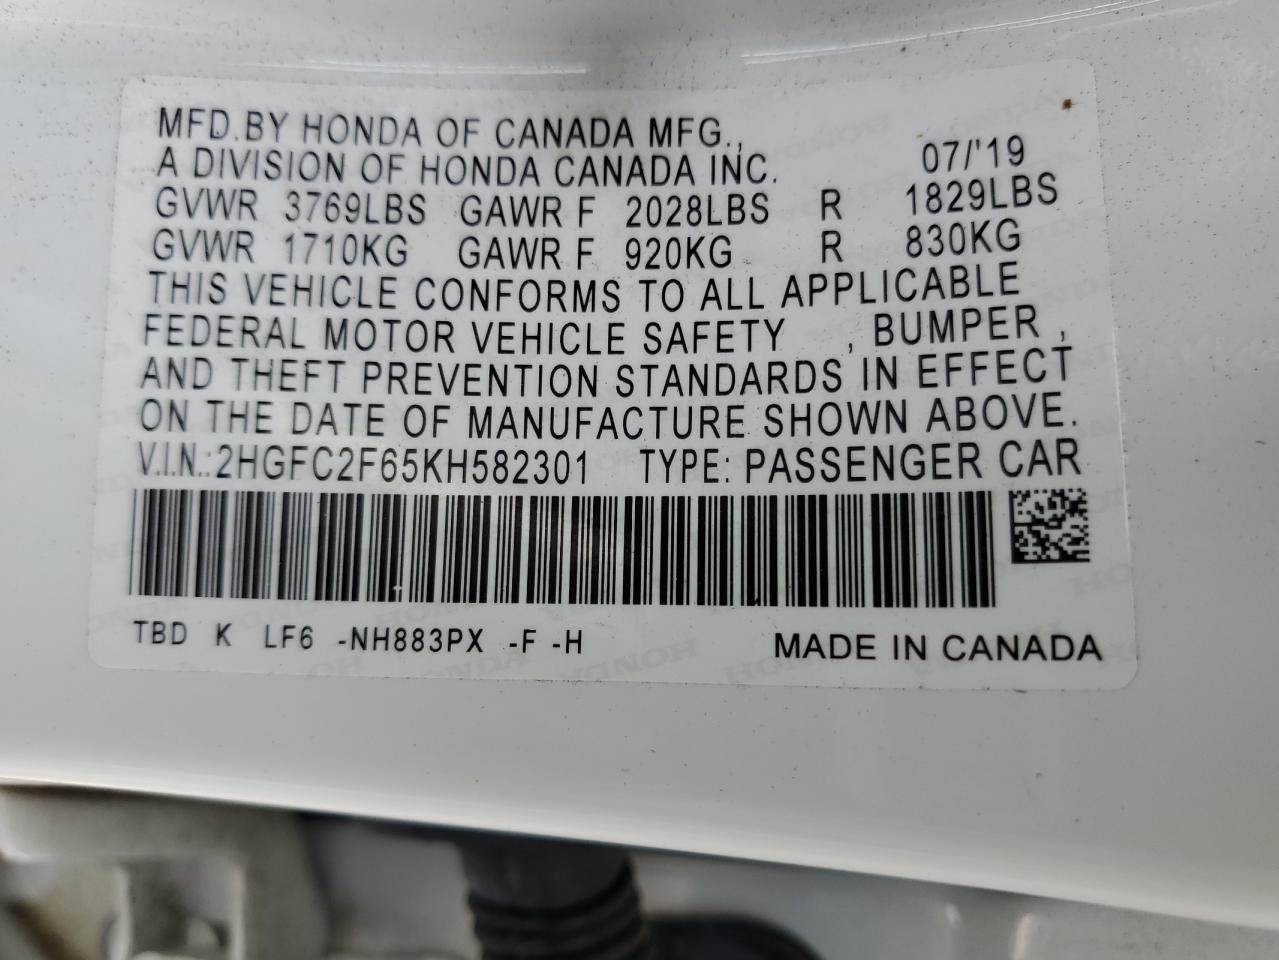 MFD.BY HONDA OF CANADA MFG.,
A DIVISION OF HONDA CANADA INC. 07/'19
GVWR 3769LBS GAWR F 2028LBS R 1829LBS
GVWR 1710KG GAWR F 920KG R 830KG
THIS VEHICLE CONFORMS TO ALL APPLICABLE
FEDERAL MOTOR VEHICLE SAFETY , BUMPER ,
AND THEFT PREVENTION STANDARDS IN EFFECT
ON THE DATE OF MANUFACTURE SHOWN ABOVE.
V.I.N.:2HGFC2F65KH582301 TYPE: PASSENGER CAR
TBD K LF6 -NH883PX -F -H MADE IN CANADA